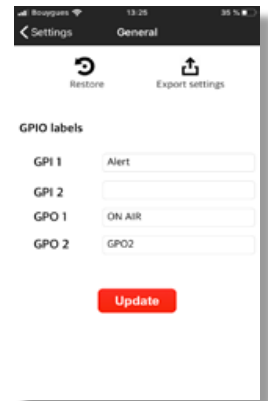 Bouygues 13:25 35 %
Settings General
Restore Export settings
GPIO labels
GPI 1 Alert
GPI 2
GPO 1 ON AIR
GPO 2 GPO2
Update